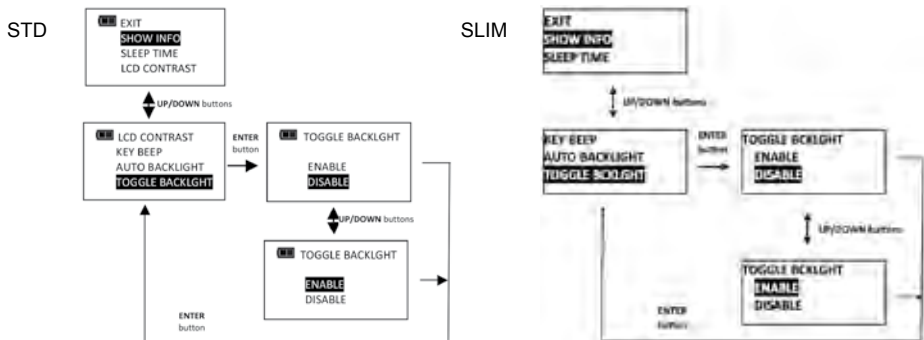 STD
EXIT
SHOW INFO
SLEEP TIME
LCD CONTRAST
UP/DOWN buttons
LCD CONTRAST
KEY BEEP
AUTO BACKLIGHT
TOGGLE BACKLGHT
ENTER
button
TOGGLE BACKLGHT
ENABLE
DISABLE
UP/DOWN buttons
TOGGLE BACKLGHT
ENABLE
DISABLE
ENTER
button
SLIM
EXIT
SHOW INFO
SLEEP TIME
UP/DOWN buttons
KEY BEEP
AUTO BACKLIGHT
TOGGLE BCKLGHT
ENTER
button
TOGGLE BCKLGHT
ENABLE
DISABLE
UP/DOWN buttons
TOGGLE BCKLGHT
ENABLE
DISABLE
ENTER
button